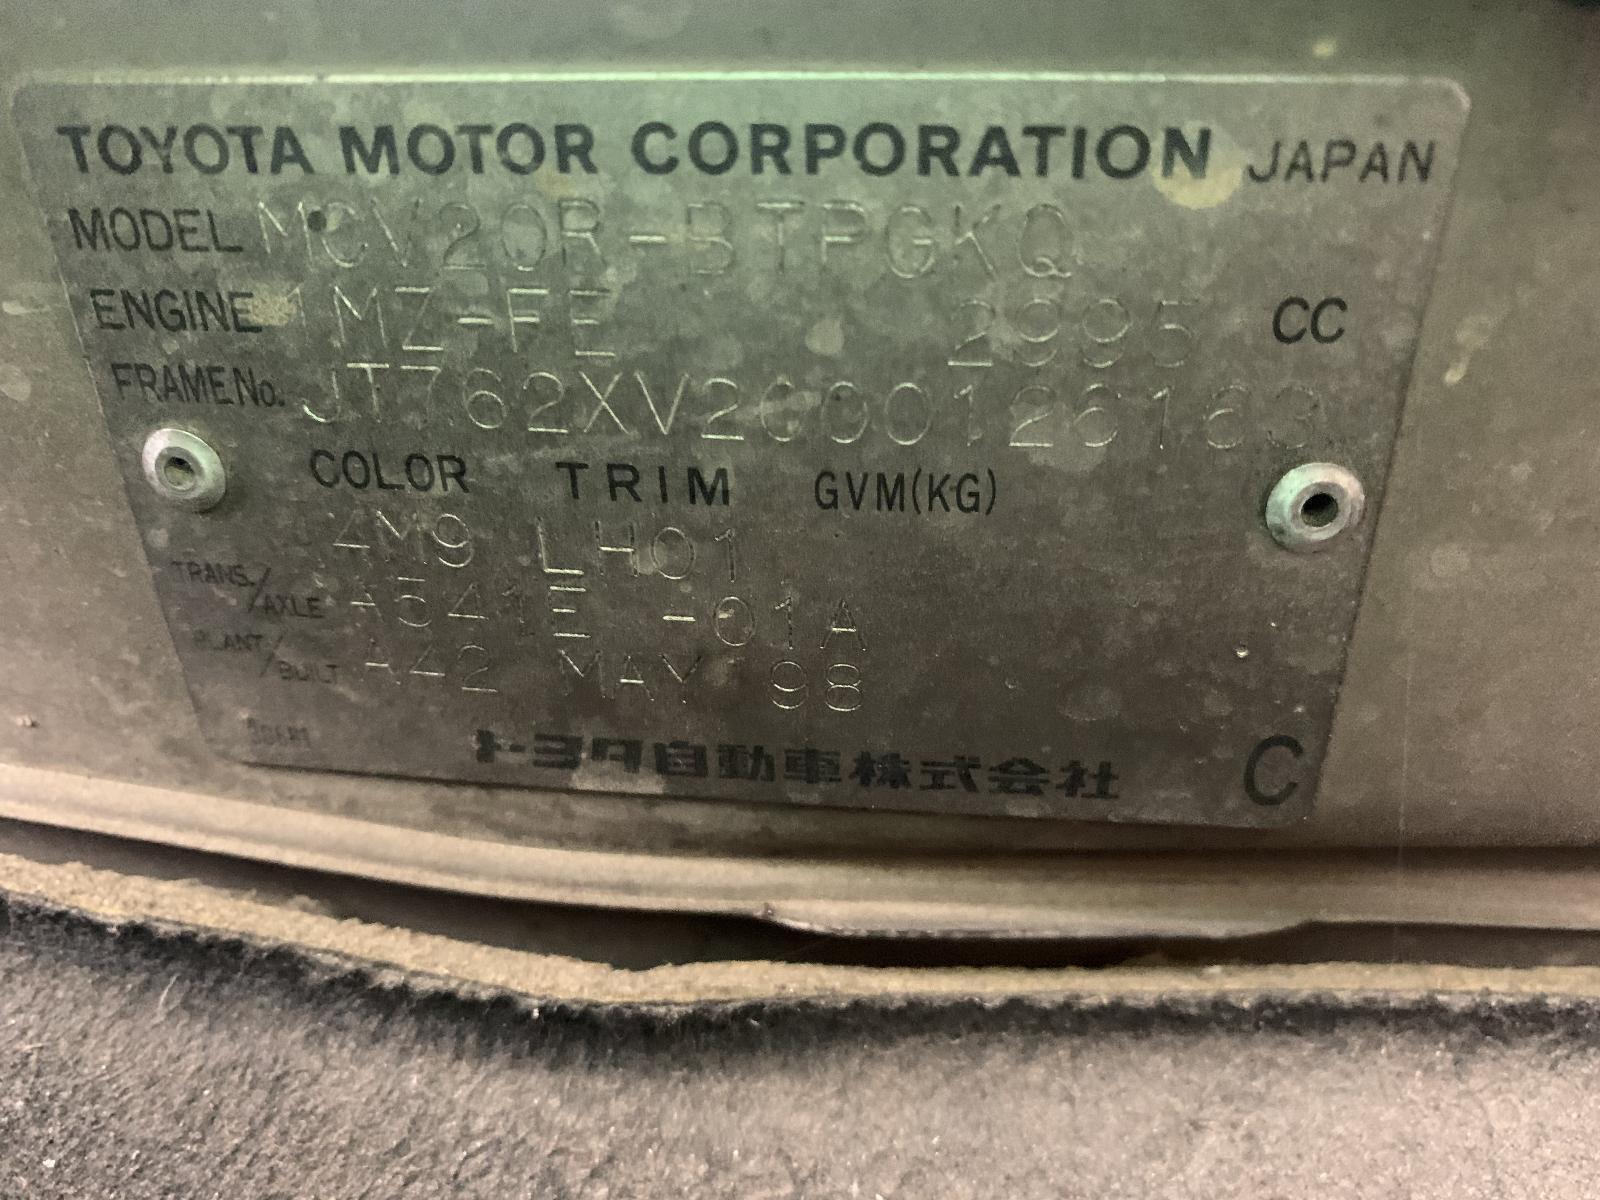 TOYOTA MOTOR CORPORATION JAPAN
MODEL MCV20R-BTPGKQ
ENGINE 1MZ-FE 2995 CC
FRAME No. JT762XV2600126163
COLOR TRIM GVM(KG)
4M9 LH01
TRANS./AXLE A541E -01A
PLANT/BUILT A42 MAY '98
トヨタ自動車株式会社 C